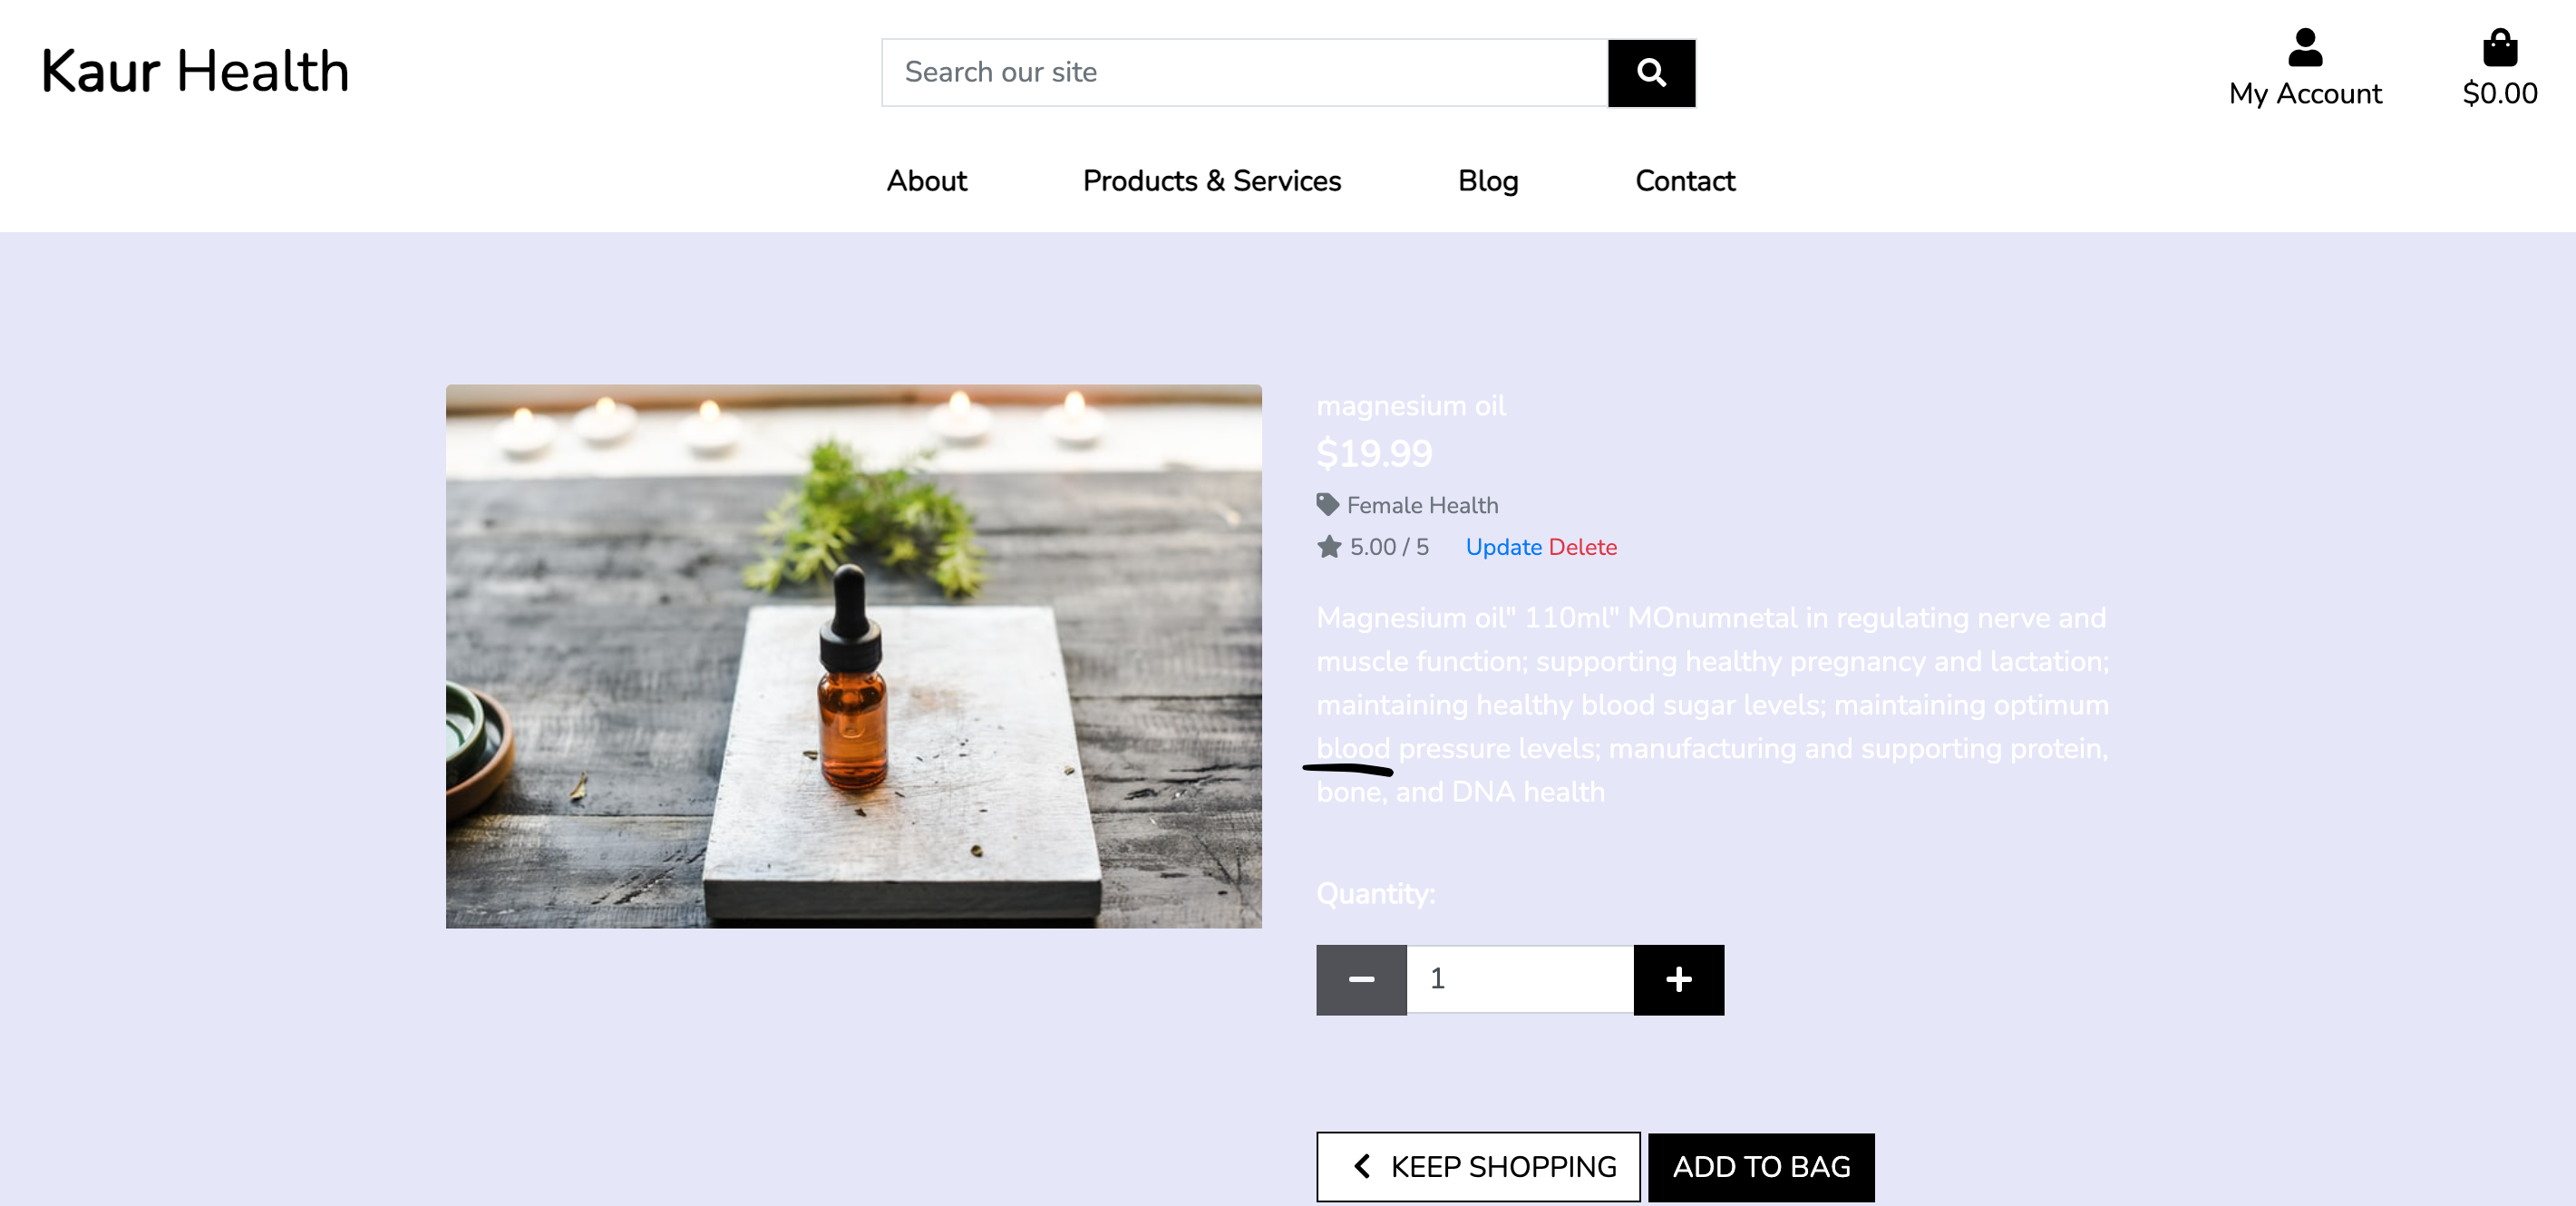 Kaur Health
Search our site
My Account
$0.00
About
Products & Services
Blog
Contact
magnesium oil
$19.99
Female Health
5.00 / 5
Update Delete
Magnesium oil" 110ml" MOnumnetal in regulating nerve and
muscle function; supporting healthy pregnancy and lactation;
maintaining healthy blood sugar levels; maintaining optimum
blood pressure levels; manufacturing and supporting protein,
bone, and DNA health
Quantity:
1
KEEP SHOPPING
ADD TO BAG